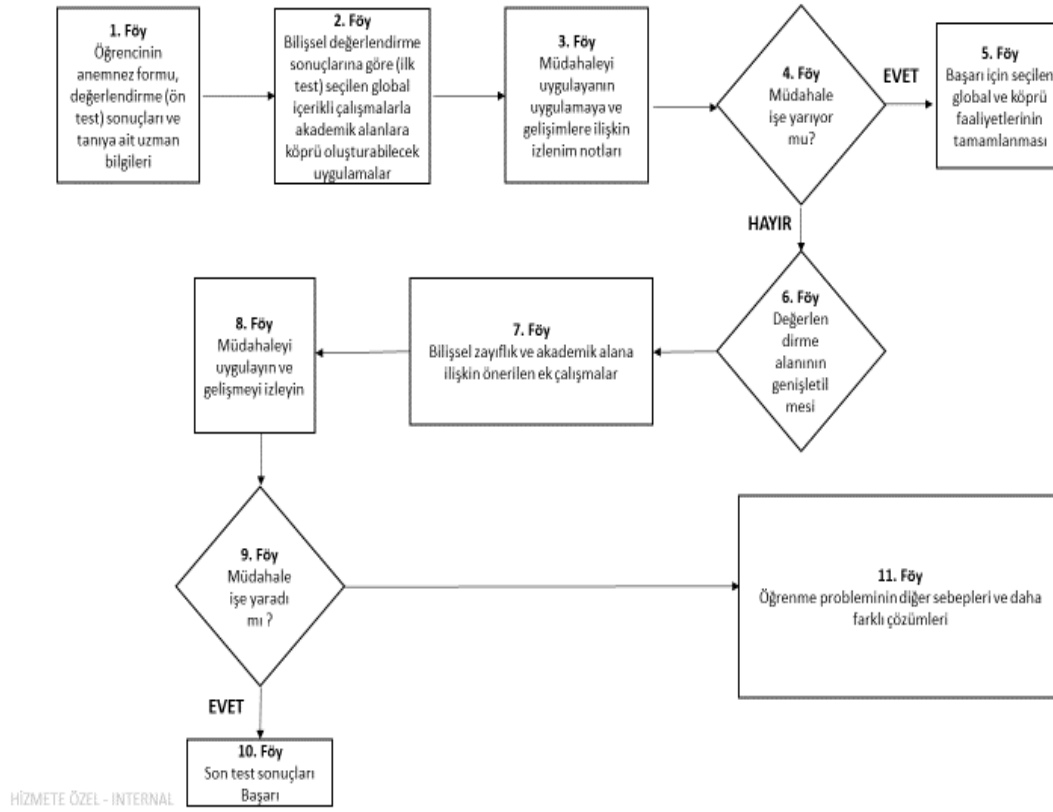 1. Föy
Öğrencinin
anemnez formu,
değerlendirme (ön
test) sonuçları ve
tanıya ait uzman
bilgileri
2. Föy
Bilişsel değerlendirme
sonuçlarına göre (ilk
test) seçilen global
içerikli çalışmalarla
akademik alanlara
köprü oluşturabilecek
uygulamalar
3. Föy
Müdahaleyi
uygulayanın
uygulamaya ve
gelişimlere ilişkin
izlenim notları
4. Föy
Müdahale
işe yarıyor
mu?
EVET
5. Föy
Başarı için seçilen
global ve köprü
faaliyetlerinin
tamamlanması
HAYIR
6. Föy
Değerlen
dirme
alanının
genişletil
mesi
7. Föy
Bilişsel zayıflık ve akademik alana
ilişkin önerilen ek çalışmalar
8. Föy
Müdahaleyi
uygulayın ve
gelişmeyi izleyin
9. Föy
Müdahale
işe yaradı
mı ?
11. Föy
Öğrenme probleminin diğer sebepleri ve daha
farklı çözümleri
EVET
10. Föy
Son test sonuçları
Başarı
HİZMETE ÖZEL - INTERNAL